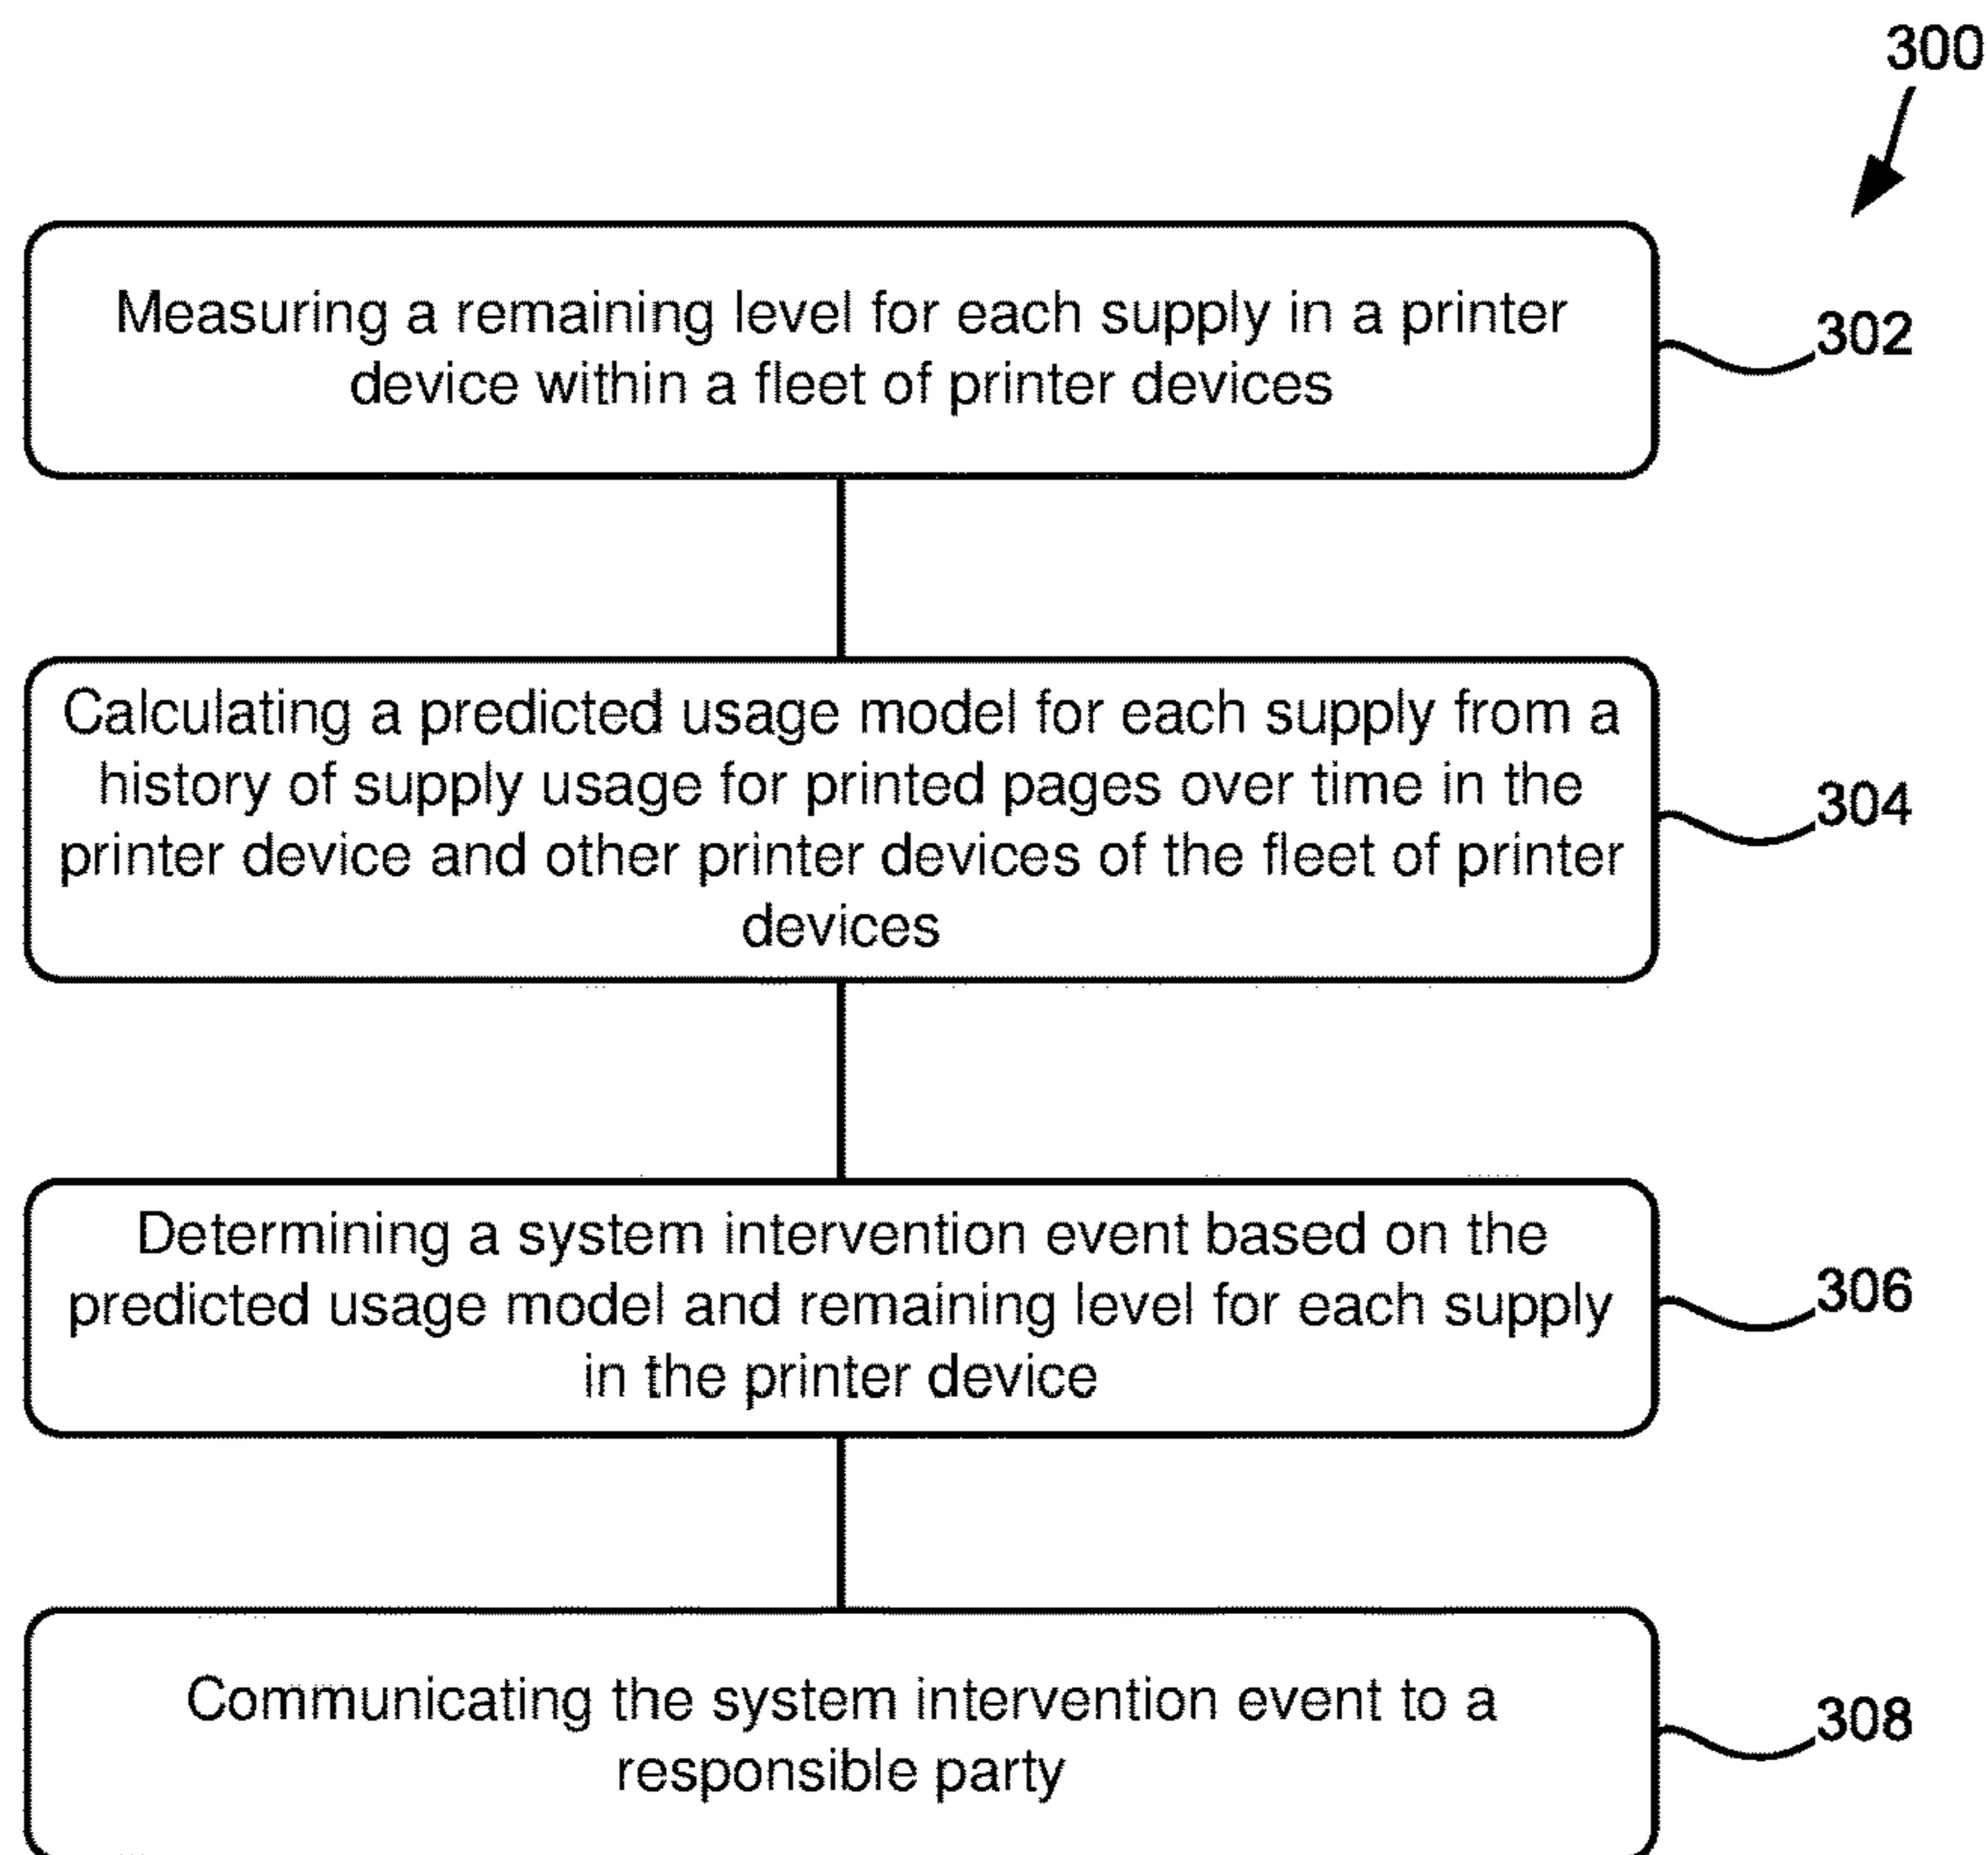 300
Measuring a remaining level for each supply in a printer
device within a fleet of printer devices
302
Calculating a predicted usage model for each supply from a
history of supply usage for printed pages over time in the
printer device and other printer devices of the fleet of printer
devices
304
Determining a system intervention event based on the
predicted usage model and remaining level for each supply
in the printer device
306
Communicating the system intervention event to a
responsible party
308